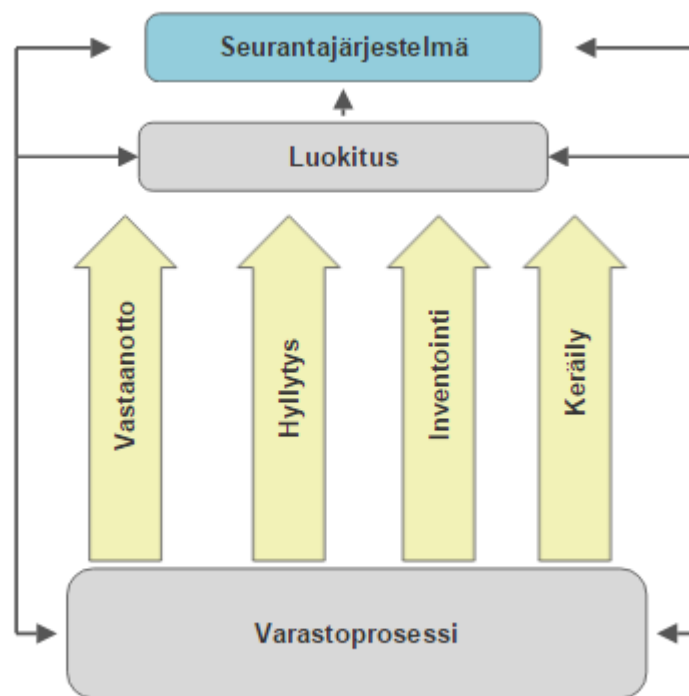 Seurantajärjestelmä
Luokitus
Vastaanotto
Hyllytys
Inventointi
Keräily
Varastoprosessi